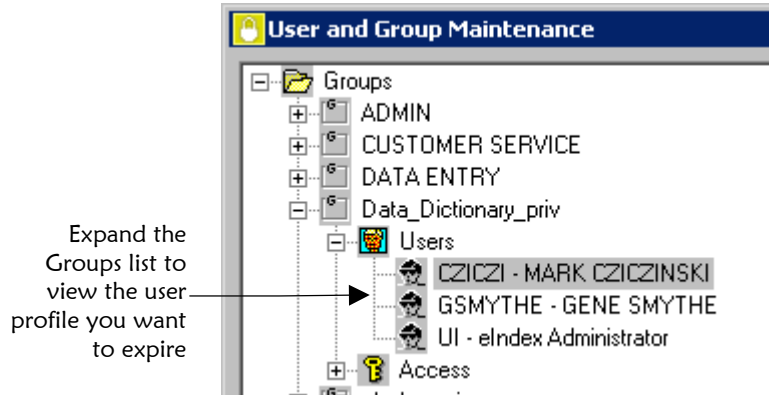 User and Group Maintenance
Groups
ADMIN
CUSTOMER SERVICE
DATA ENTRY
Data_Dictionary_priv
Users
CZICZI - MARK CZICZINSKI
GSMYTHE - GENE SMYTHE
UI - eIndex Administrator
Access
Expand the
Groups list to
view the user
profile you want
to expire